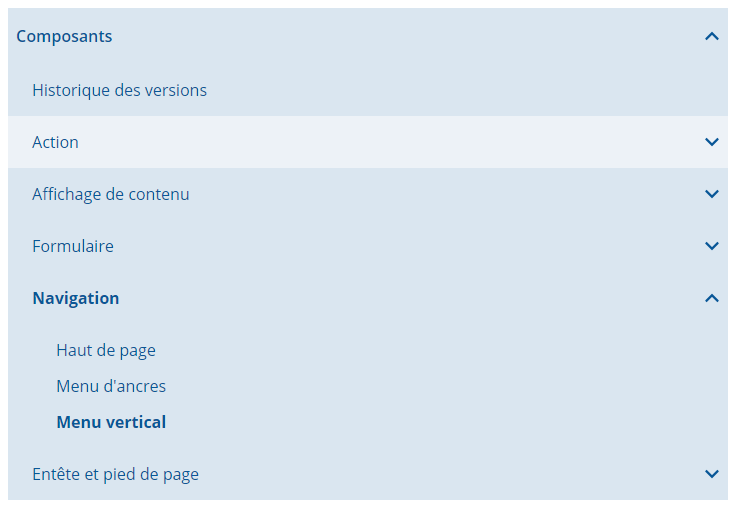 Composants
Historique des versions
Action
Affichage de contenu
Formulaire
Navigation
Haut de page
Menu d'ancres
Menu vertical
Entête et pied de page